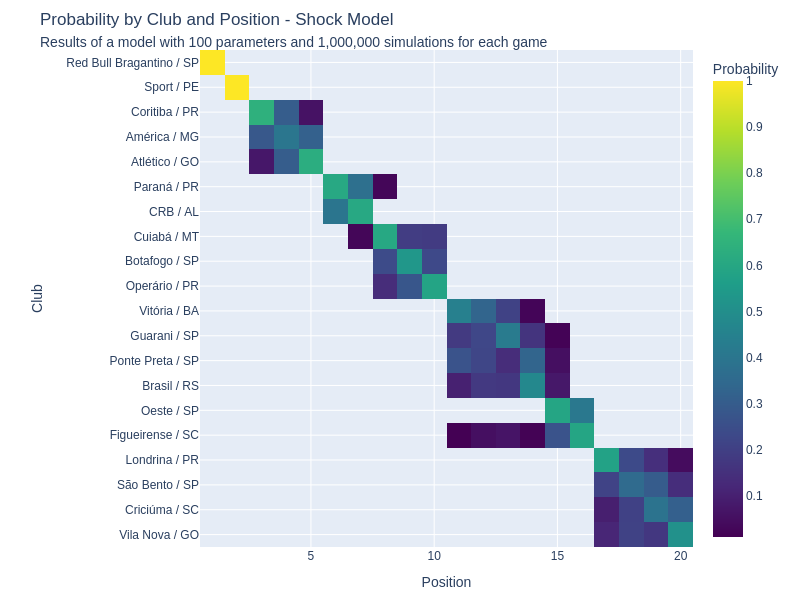 Probability by Club and Position - Shock Model
Results of a model with 100 parameters and 1,000,000 simulations for each game
Probability
Red Bull Bragantino / SP
Sport / PE
Coritiba / PR
América / MG
Atlético / GO
Paraná / PR
CRB / AL
Cuiabá / MT
Botafogo / SP
Operário / PR
Vitória / BA
Guarani / SP
Ponte Preta / SP
Brasil / RS
Oeste / SP
Figueirense / SC
Londrina / PR
São Bento / SP
Criciúma / SC
Vila Nova / GO
Club
5
10
15
20
Position
1
0.9
0.8
0.7
0.6
0.5
0.4
0.3
0.2
0.1